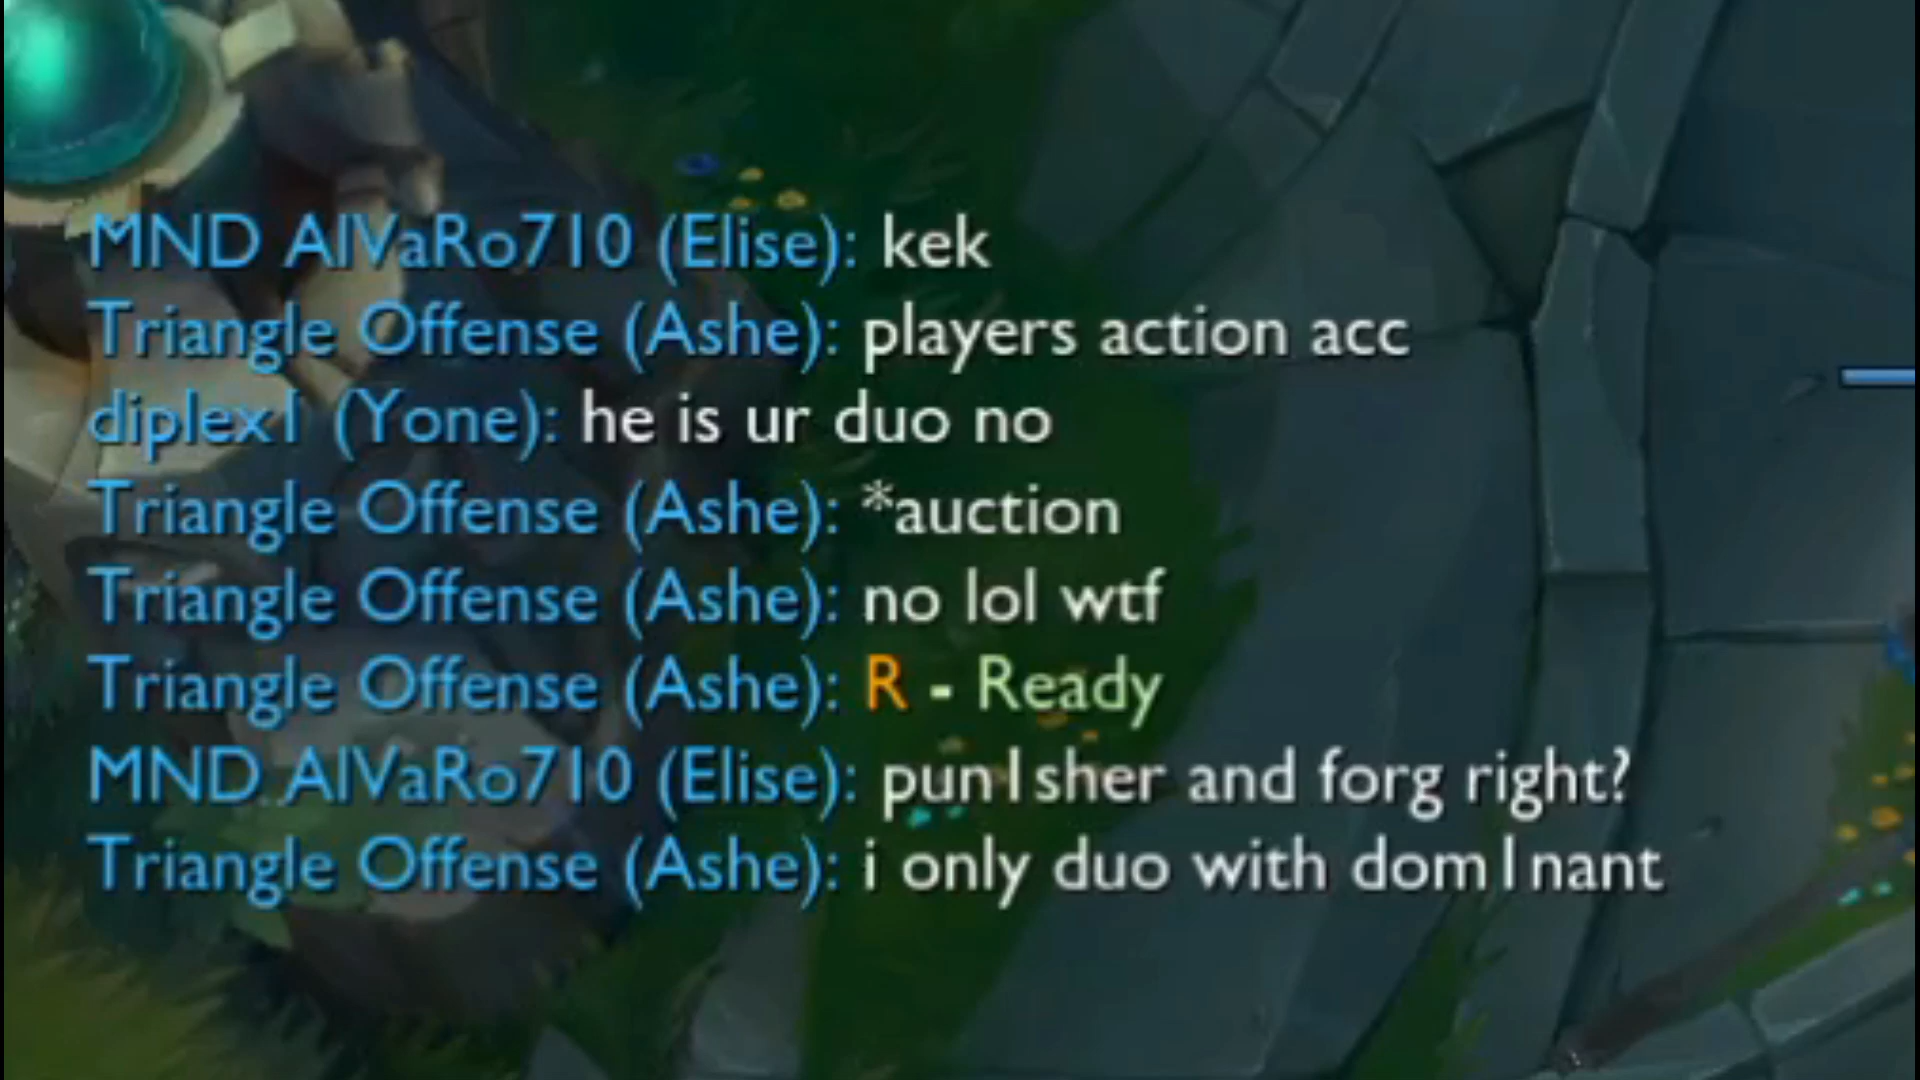 MND AlVaRo710 (Elise): kek
Triangle Offense (Ashe): players action acc
diplex1 (Yone): he is ur duo no
Triangle Offense (Ashe): *auction
Triangle Offense (Ashe): no lol wtf
Triangle Offense (Ashe): R - Ready
MND AlVaRo710 (Elise): pun1sher and forg right?
Triangle Offense (Ashe): i only duo with dom1nant